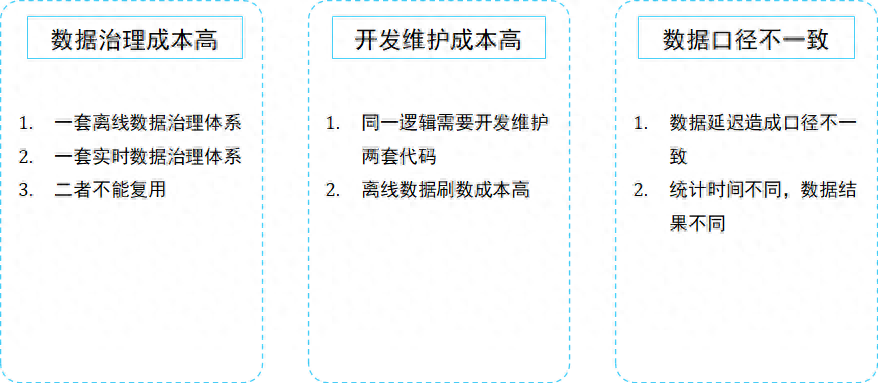 数据治理成本高
1. 一套离线数据治理体系
2. 一套实时数据治理体系
3. 二者不能复用
开发维护成本高
1. 同一逻辑需要开发维护
两套代码
2. 离线数据刷数成本高
数据口径不一致
1. 数据延迟造成口径不一
致
2. 统计时间不同，数据结
果不同